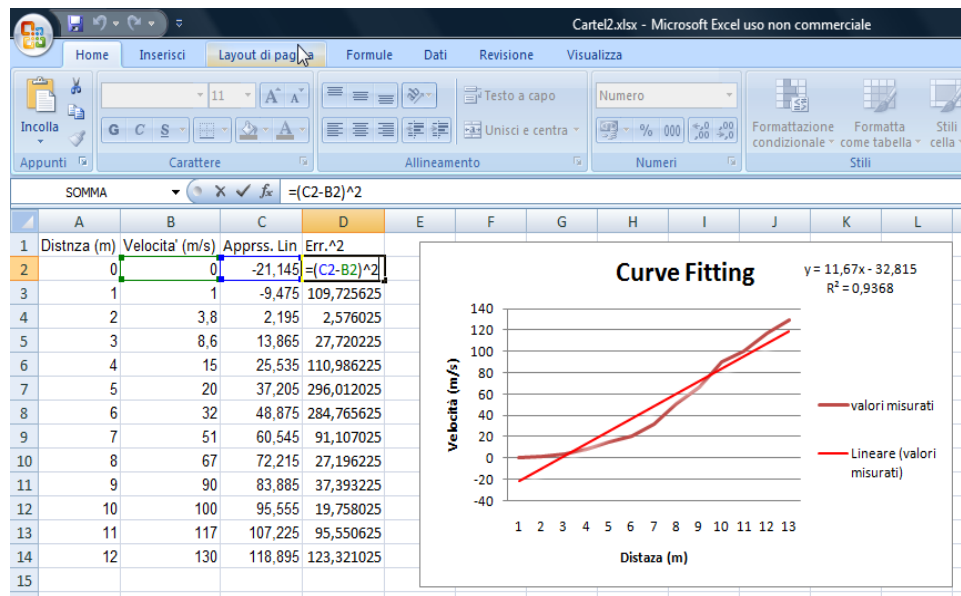 Cartel2.xlsx - Microsoft Excel uso non commerciale
Home Inserisci Layout di pagina Formule Dati Revisione Visualizza
Incolla
11 A A
Testo a capo
Numero
G C S A
Unisci e centra
% 000 ,0 ,00 ,00 ,0
Formattazione condizionale
Formatta come tabella
Stili cella
Appunti Carattere Allineamento Numeri Stili
SOMMA fx =(C2-B2)^2
A B C D E F G H I J K L
1 Distnza (m) Velocita' (m/s) Apprss. Lin Err.^2
2 0 0 -21,145 =(C2-B2)^2
3 1 1 -9,475 109,725625
4 2 3,8 2,195 2,576025
5 3 8,6 13,865 27,720225
6 4 15 25,535 110,986225
7 5 20 37,205 296,012025
8 6 32 48,875 284,765625
9 7 51 60,545 91,107025
10 8 67 72,215 27,196225
11 9 90 83,885 37,393225
12 10 100 95,555 19,758025
13 11 117 107,225 95,550625
14 12 130 118,895 123,321025
15
Curve Fitting
y = 11,67x - 32,815
R² = 0,9368
Velocità (m/s)
140
120
100
80
60
40
20
0
-20
-40
1 2 3 4 5 6 7 8 9 10 11 12 13
Distaza (m)
valori misurati
Lineare (valori
misurati)